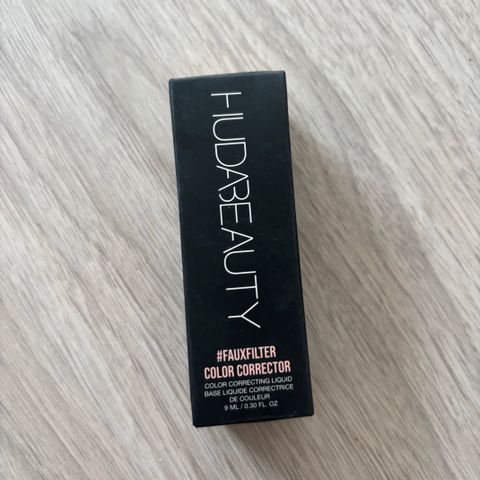 HUDABEAUTY
#FAUXFILTER
COLOR CORRECTOR
COLOR CORRECTING LIQUID
BASE LIQUIDE CORRECTRICE
DE COULEUR
9 ML / 0.30 FL. OZ